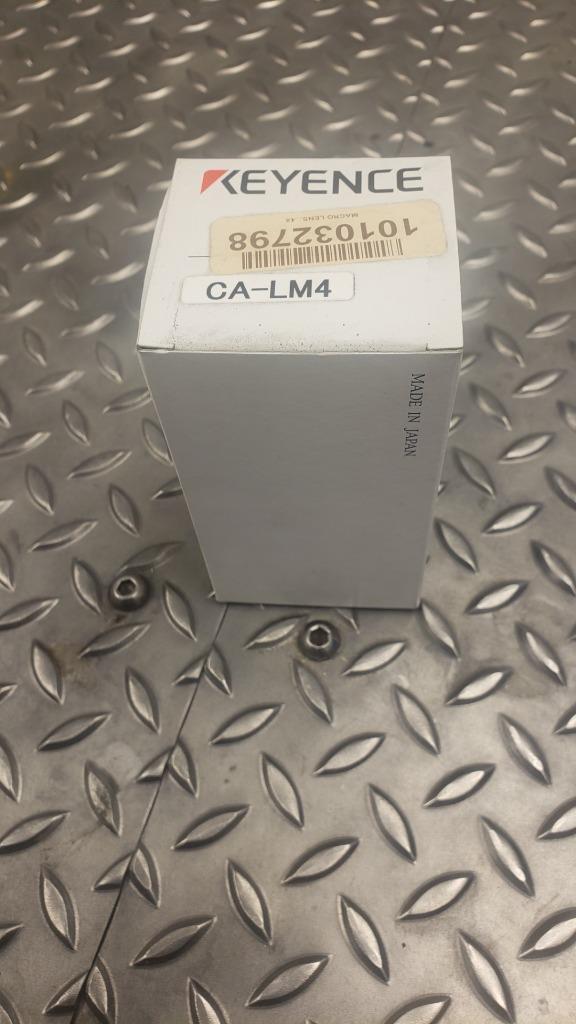 KEYENCE
MACRO LENS, 4X
101032798
CA-LM4
MADE IN JAPAN